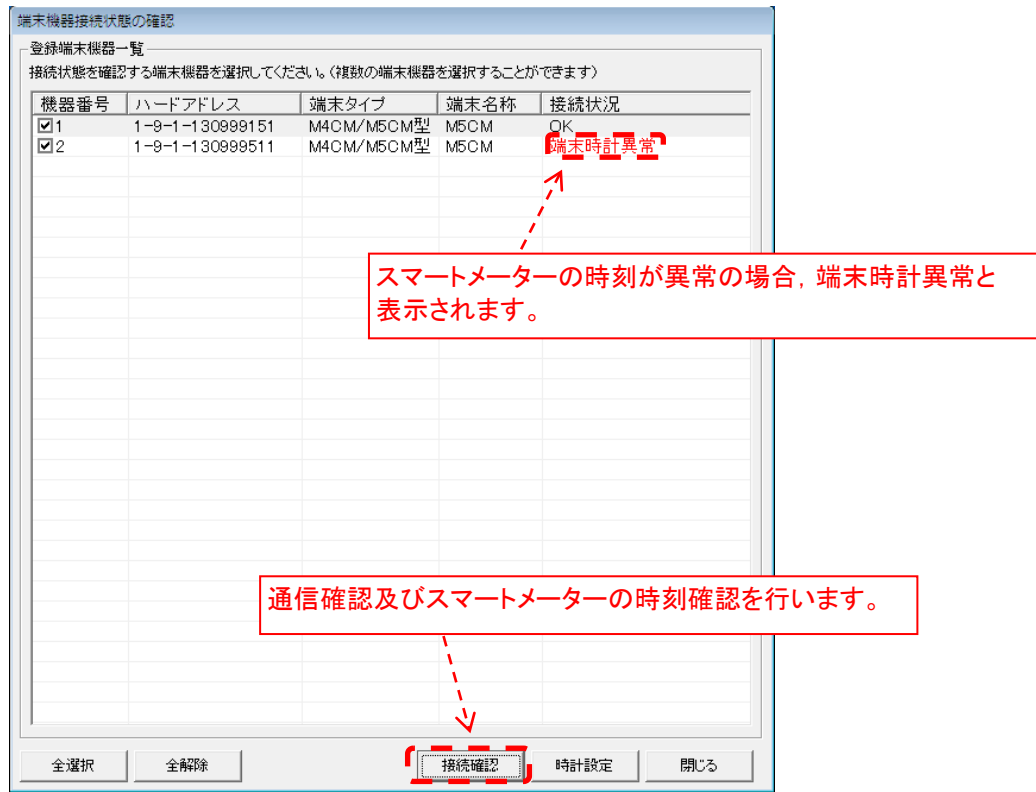 端末機器接続状態の確認
登録端末機器一覧
接続状態を確認する端末機器を選択してください。（複数の端末機器を選択することができます）
機器番号 ハードアドレス 端末タイプ 端末名称 接続状況
1 1-9-1-130999151 M4CM/M5CM型 M5CM OK
2 1-9-1-130999511 M4CM/M5CM型 M5CM 端末時計異常
スマートメーターの時刻が異常の場合，端末時計異常と
表示されます。
通信確認及びスマートメーターの時刻確認を行います。
全選択 全解除 接続確認 時計設定 閉じる